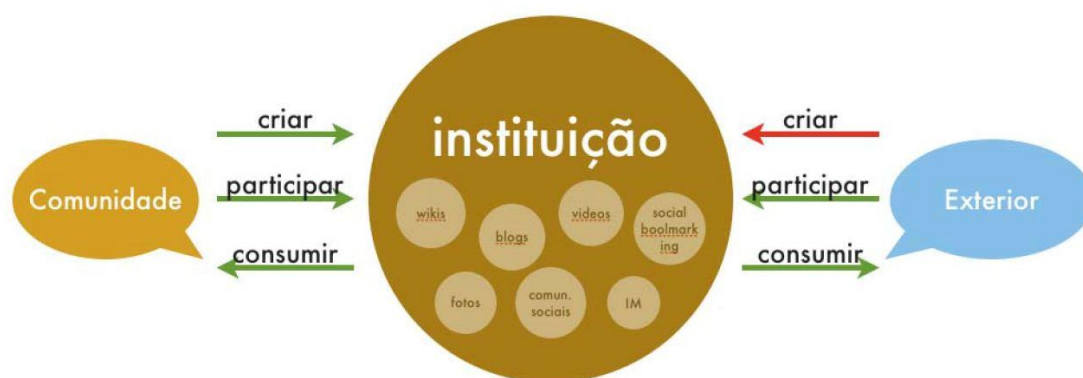 criar
participar
consumir
Comunidade
instituição
wikis
blogs
videos
social
boolmark
ing
fotos
comun.
sociais
IM
criar
participar
consumir
Exterior